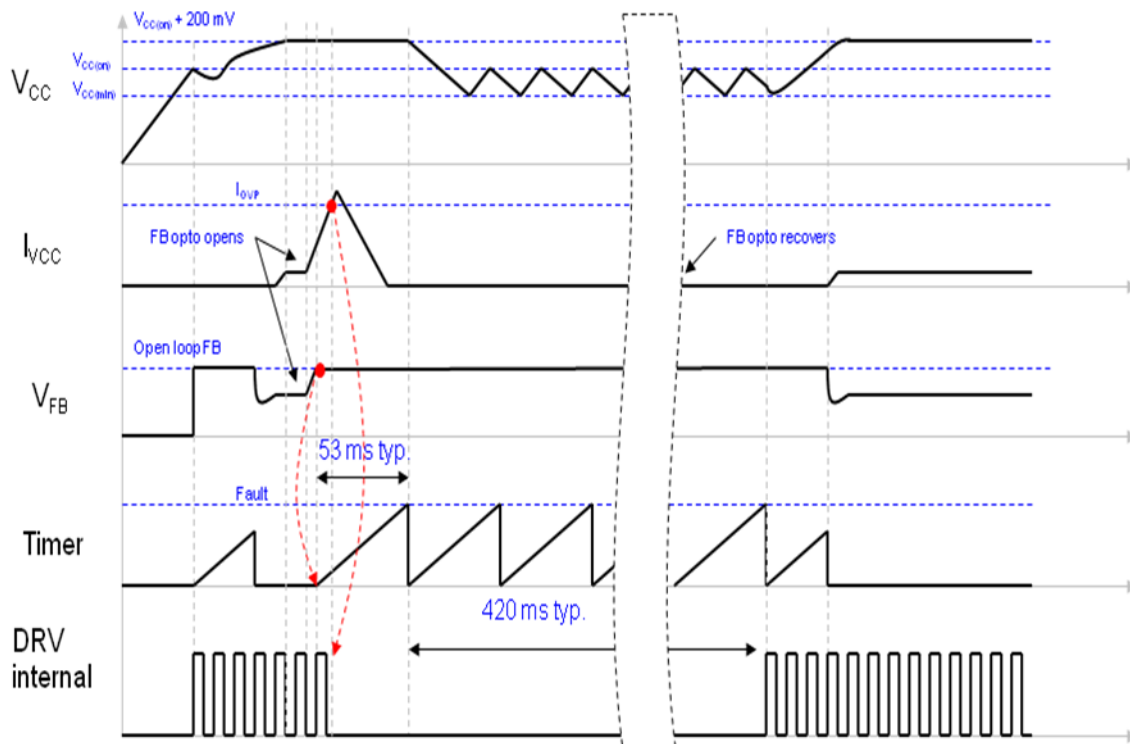 VCC(on) + 200 mV
VCC(on)
VCC
VCC(min)
IOVP
FB opto opens
FB opto recovers
IVCC
Open loop FB
VFB
53 ms typ.
Fault
Timer
420 ms typ.
DRV
internal